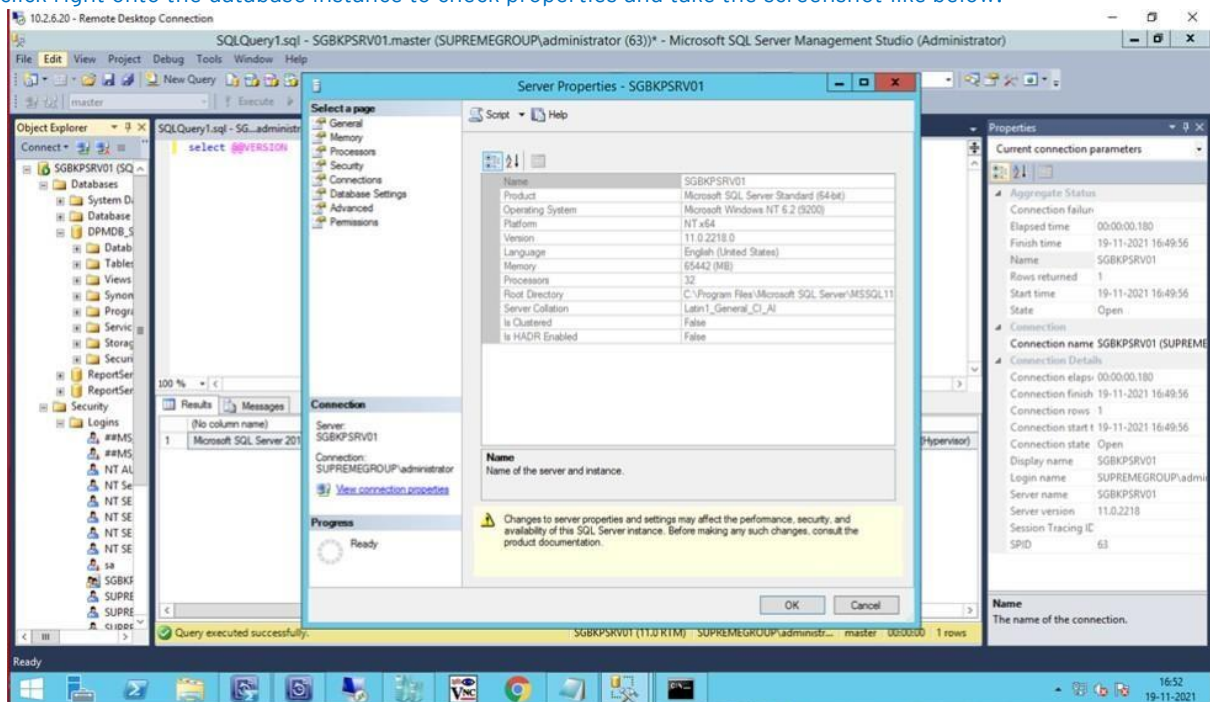 click right onto the database instance to check properties and take the screenshot like below.
10.2.6.20 - Remote Desktop Connection
SQLQuery1.sql - SGBKPSRV01.master (SUPREMEGROUP\administrator (63))* - Microsoft SQL Server Management Studio (Administrator)
File Edit View Project Debug Tools Window Help
New Query
master
Execute
Object Explorer
Connect
SGBKPSRV01 (SQ
Databases
System Da
Database
DPMDB_S
Datab
Tables
Views
Synon
Progra
Servic
Storag
Securi
ReportSer
ReportSer
Security
Logins
##MS
##MS
NT AU
NT Se
NT SE
NT SE
NT SE
NT SE
sa
SGBKP
SUPRE
SUPRE
SUPRE
SQLQuery1.sql - SG...administr
select @@VERSION
100 %
Results Messages
(No column name)
1 Microsoft SQL Server 201
(Hypervisor)
Query executed successfully.
SGBKPSRV01 (11.0 RTM) SUPREMEGROUP\administr... master 00:00:00 1 rows
Server Properties - SGBKPSRV01
Select a page
General
Memory
Processors
Security
Connections
Database Settings
Advanced
Permissions
Script Help
Name SGBKPSRV01
Product Microsoft SQL Server Standard (64-bit)
Operating System Microsoft Windows NT 6.2 (9200)
Platform NT x64
Version 11.0.2218.0
Language English (United States)
Memory 65442 (MB)
Processors 32
Root Directory C:\Program Files\Microsoft SQL Server\MSSQL11
Server Collation Latin1_General_CI_AI
Is Clustered False
Is HADR Enabled False
Connection
Server:
SGBKPSRV01
Connection:
SUPREMEGROUP\administrator
View connection properties
Progress
Ready
Name
Name of the server and instance.
Changes to server properties and settings may affect the performance, security, and
availability of this SQL Server instance. Before making any such changes, consult the
product documentation.
OK Cancel
Properties
Current connection parameters
Aggregate Status
Connection failur
Elapsed time 00:00:00.180
Finish time 19-11-2021 16:49:56
Name SGBKPSRV01
Rows returned 1
Start time 19-11-2021 16:49:56
State Open
Connection
Connection name SGBKPSRV01 (SUPREME
Connection Details
Connection elaps 00:00:00.180
Connection finish 19-11-2021 16:49:56
Connection rows 1
Connection start t 19-11-2021 16:49:56
Connection state Open
Display name SGBKPSRV01
Login name SUPREMEGROUP\admi
Server name SGBKPSRV01
Server version 11.0.2218
Session Tracing ID
SPID 63
Name
The name of the connection.
Ready
16:52
19-11-2021